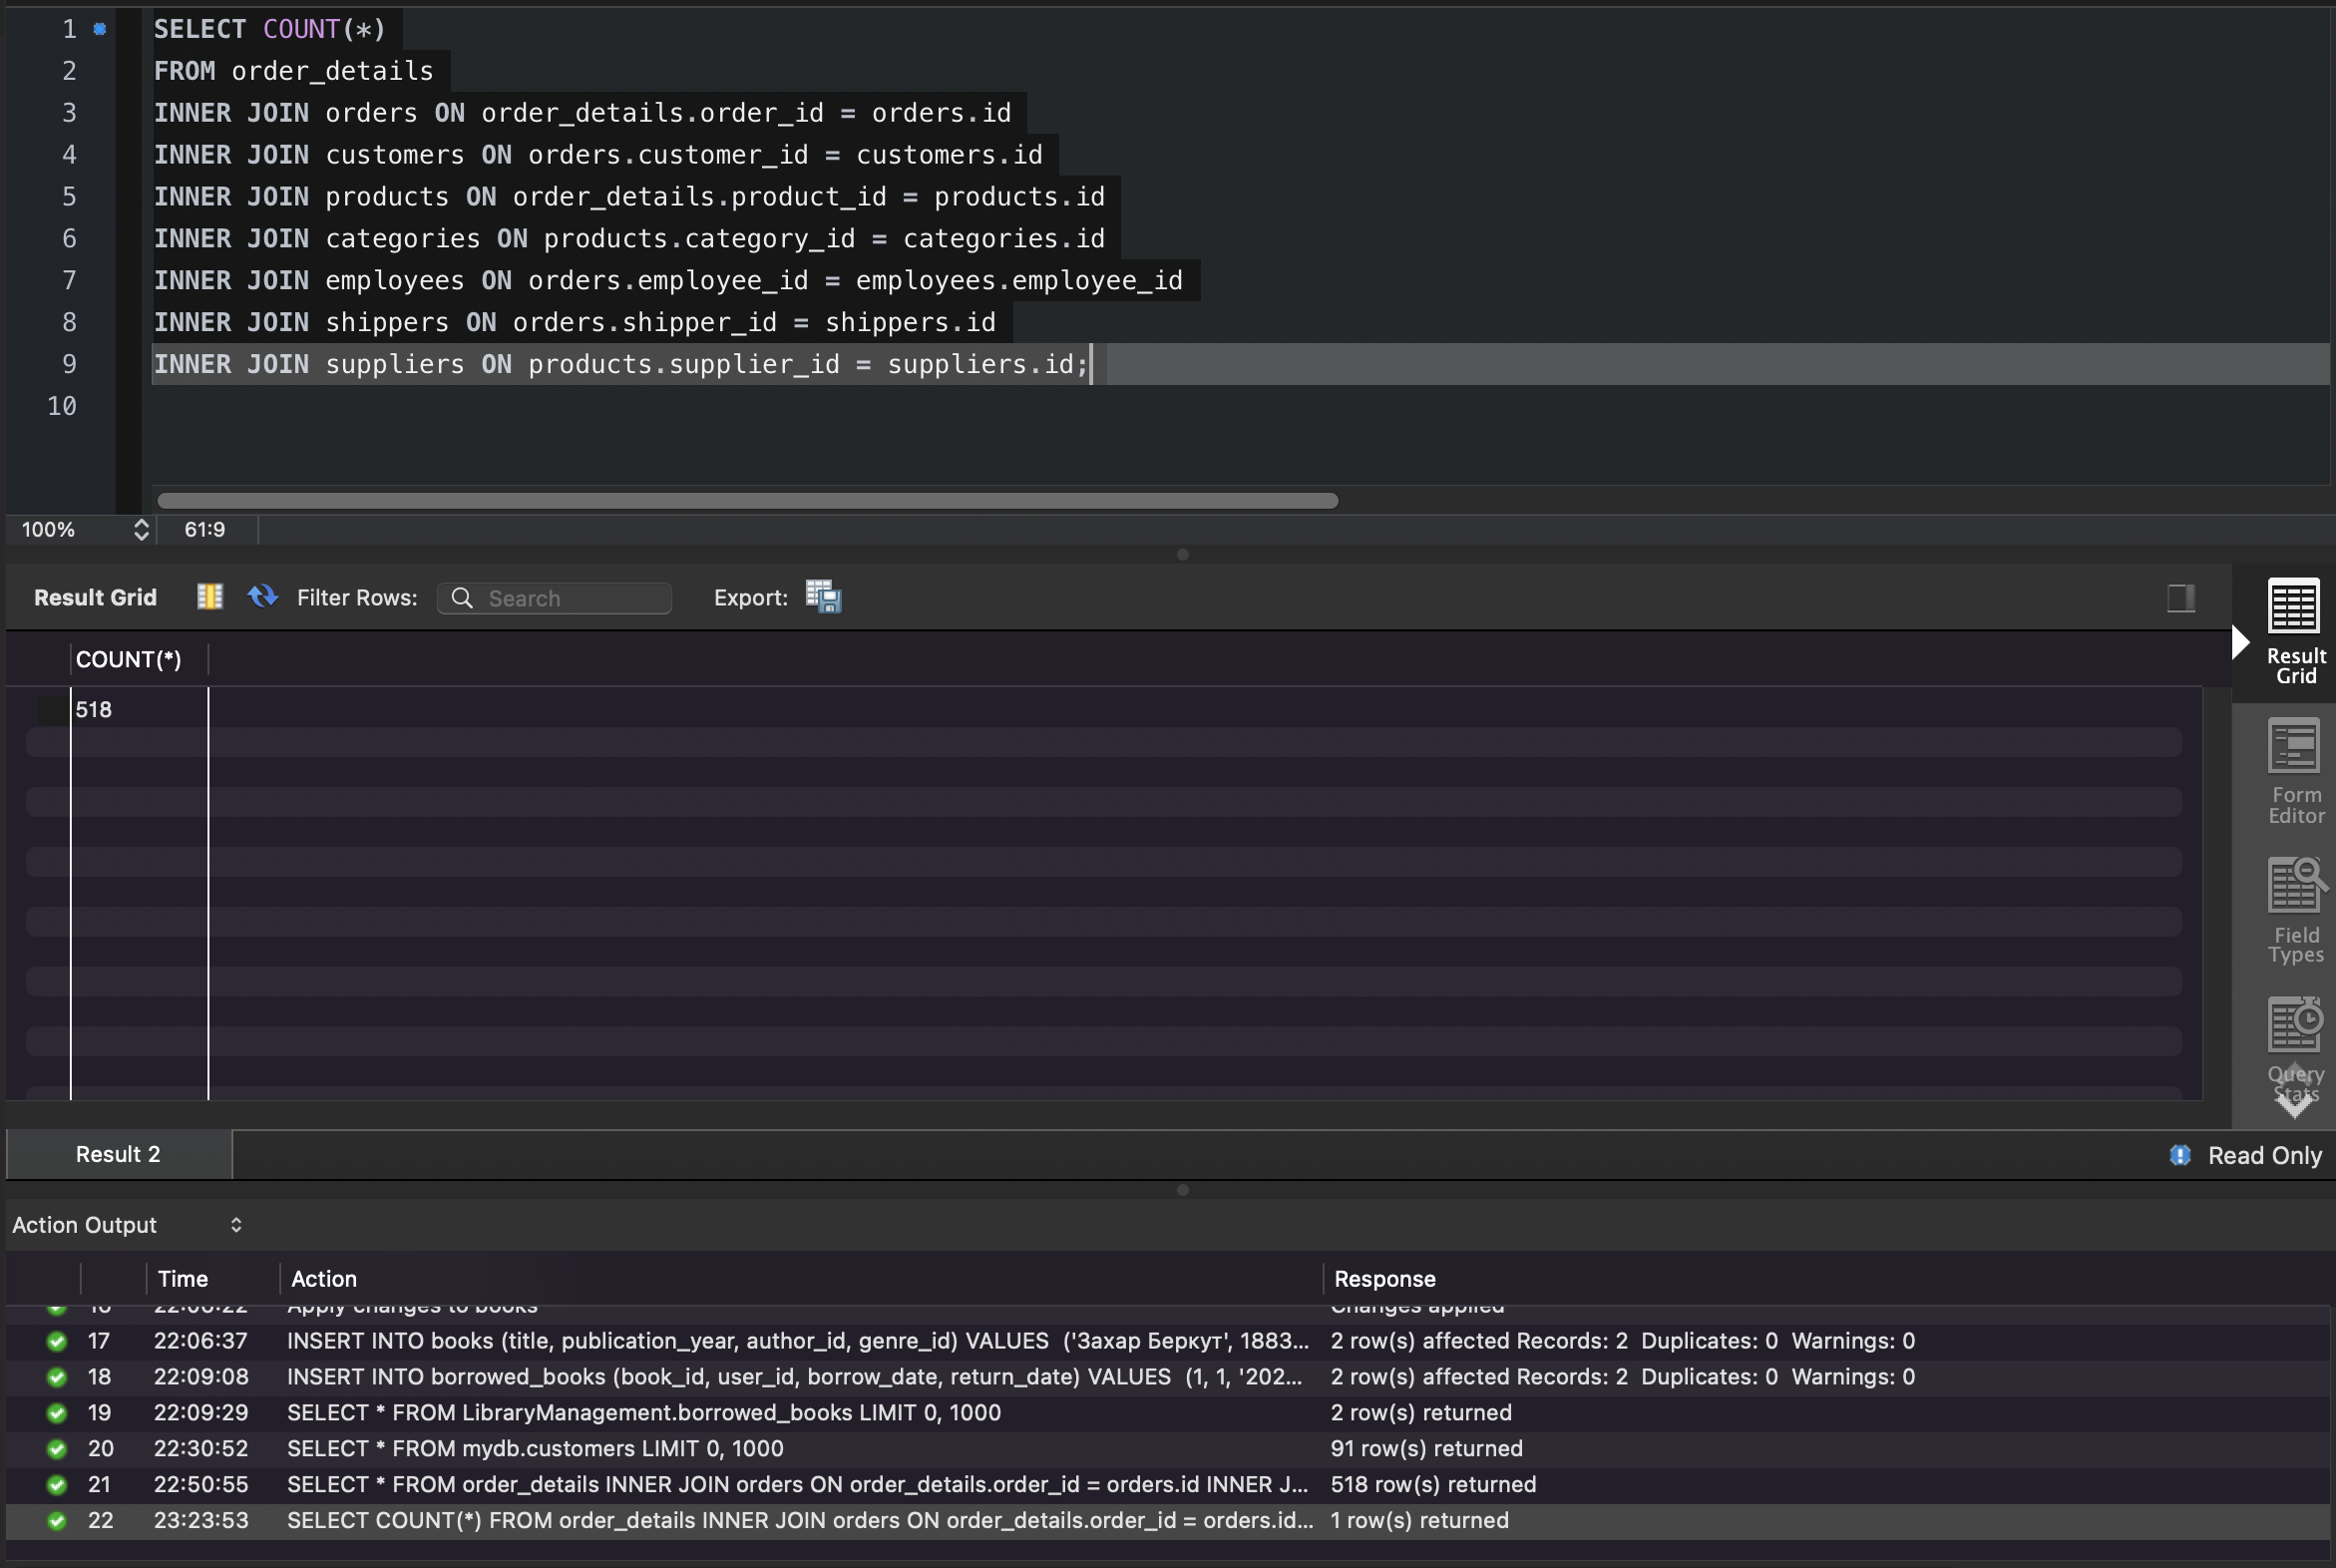 1 SELECT COUNT(*)
2 FROM order_details
3 INNER JOIN orders ON order_details.order_id = orders.id
4 INNER JOIN customers ON orders.customer_id = customers.id
5 INNER JOIN products ON order_details.product_id = products.id
6 INNER JOIN categories ON products.category_id = categories.id
7 INNER JOIN employees ON orders.employee_id = employees.employee_id
8 INNER JOIN shippers ON orders.shipper_id = shippers.id
9 INNER JOIN suppliers ON products.supplier_id = suppliers.id;
10
100% 61:9
Result Grid Filter Rows: Search Export:
COUNT(*)
518
Result
Grid
Form
Editor
Field
Types
Query
Stats
Result 2 Read Only
Action Output
Time Action Response
16 22:06:22 Apply changes to books Changes applied
17 22:06:37 INSERT INTO books (title, publication_year, author_id, genre_id) VALUES ('Захар Беркут', 1883... 2 row(s) affected Records: 2 Duplicates: 0 Warnings: 0
18 22:09:08 INSERT INTO borrowed_books (book_id, user_id, borrow_date, return_date) VALUES (1, 1, '202... 2 row(s) affected Records: 2 Duplicates: 0 Warnings: 0
19 22:09:29 SELECT * FROM LibraryManagement.borrowed_books LIMIT 0, 1000 2 row(s) returned
20 22:30:52 SELECT * FROM mydb.customers LIMIT 0, 1000 91 row(s) returned
21 22:50:55 SELECT * FROM order_details INNER JOIN orders ON order_details.order_id = orders.id INNER J... 518 row(s) returned
22 23:23:53 SELECT COUNT(*) FROM order_details INNER JOIN orders ON order_details.order_id = orders.id... 1 row(s) returned